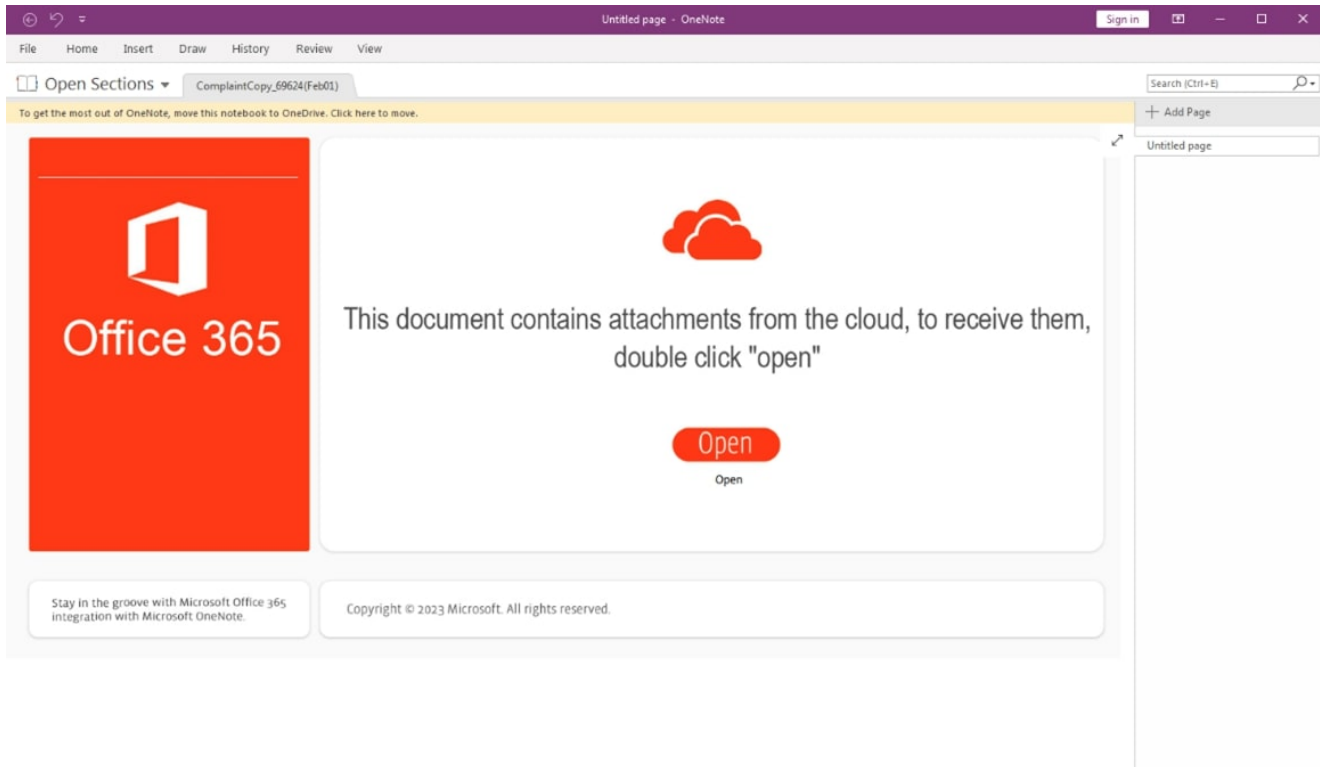 Untitled page - OneNote
Sign in
File Home Insert Draw History Review View
Open Sections
ComplaintCopy_69624(Feb01)
Search (Ctrl+E)
To get the most out of OneNote, move this notebook to OneDrive. Click here to move.
Add Page
Untitled page
Office 365
This document contains attachments from the cloud, to receive them,
double click "open"
Open
Open
Stay in the groove with Microsoft Office 365
integration with Microsoft OneNote.
Copyright © 2023 Microsoft. All rights reserved.